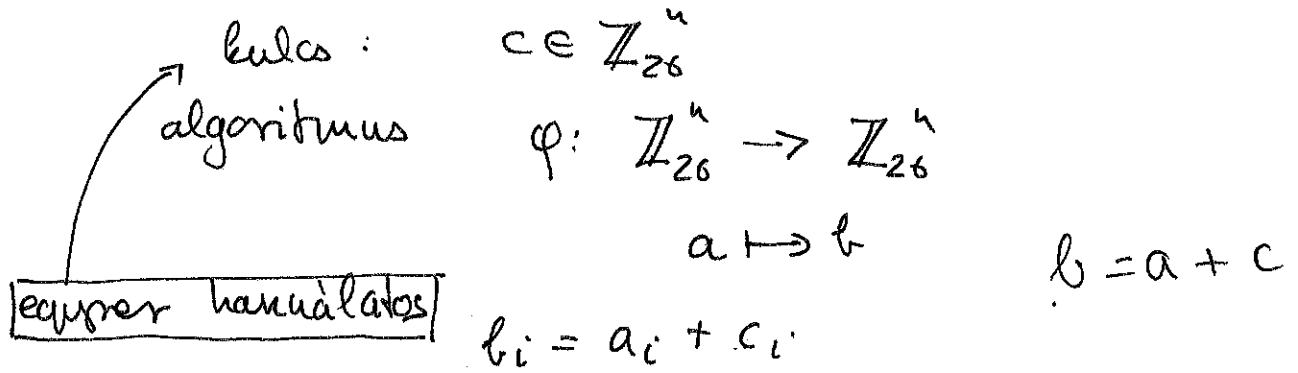 kulcs : c ∈ ℤ₂₆ⁿ
algoritmus φ: ℤ₂₆ⁿ → ℤ₂₆ⁿ
a ↦ b
b = a + c
egyszer használatos
bᵢ = aᵢ + cᵢ